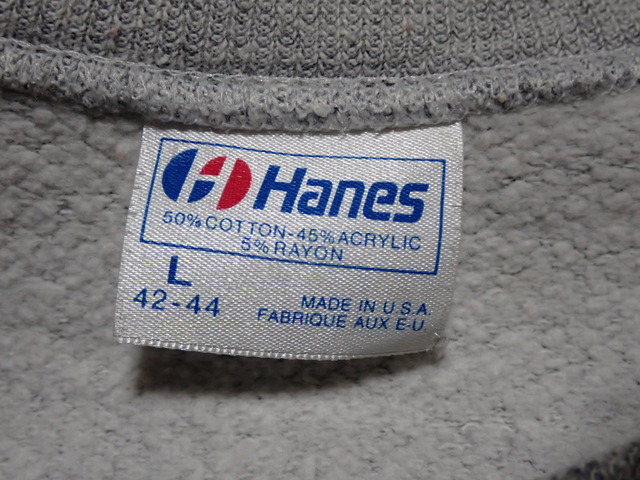 Hanes
50% COTTON-45% ACRYLIC
5% RAYON
L
42-44
MADE IN U.S.A
FABRIQUE AUX E-U